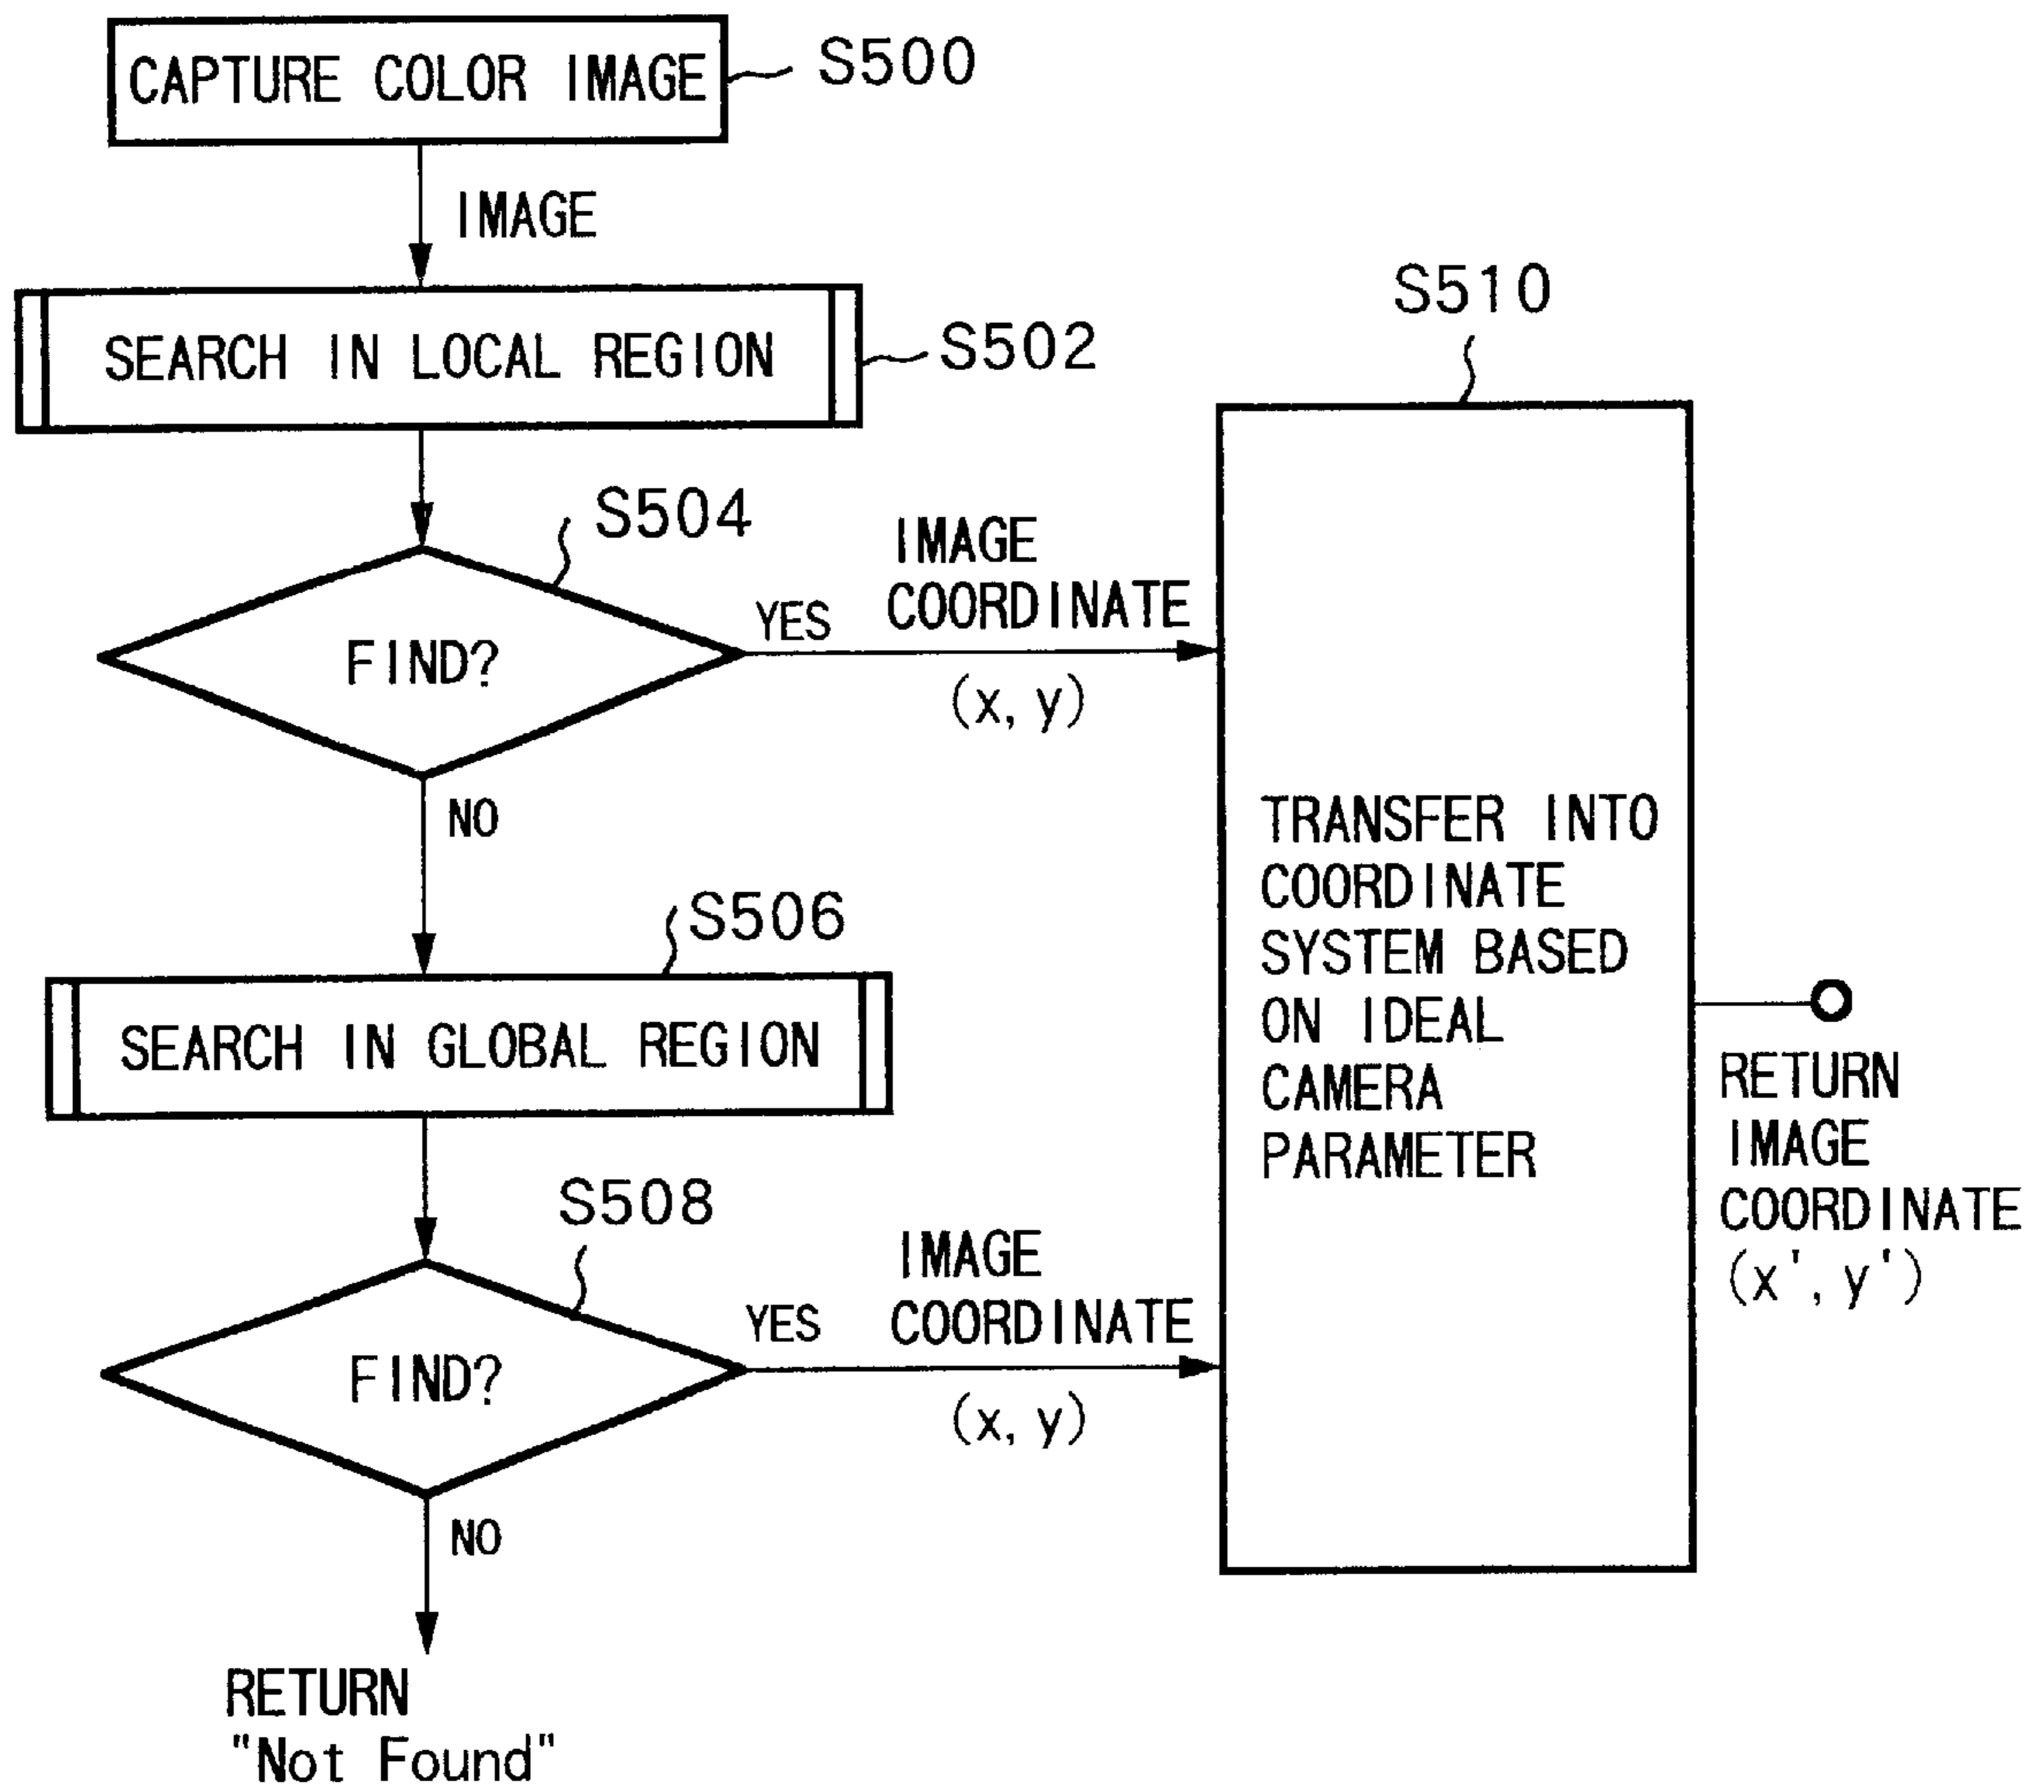 CAPTURE COLOR IMAGE
S500
IMAGE
SEARCH IN LOCAL REGION
S502
S510
S504
FIND?
YES
IMAGE
COORDINATE
(x, y)
NO
TRANSFER INTO
COORDINATE
SYSTEM BASED
ON IDEAL
CAMERA
PARAMETER
S506
SEARCH IN GLOBAL REGION
RETURN
IMAGE
COORDINATE
(x', y')
S508
FIND?
YES
IMAGE
COORDINATE
(x, y)
NO
RETURN
"Not Found"